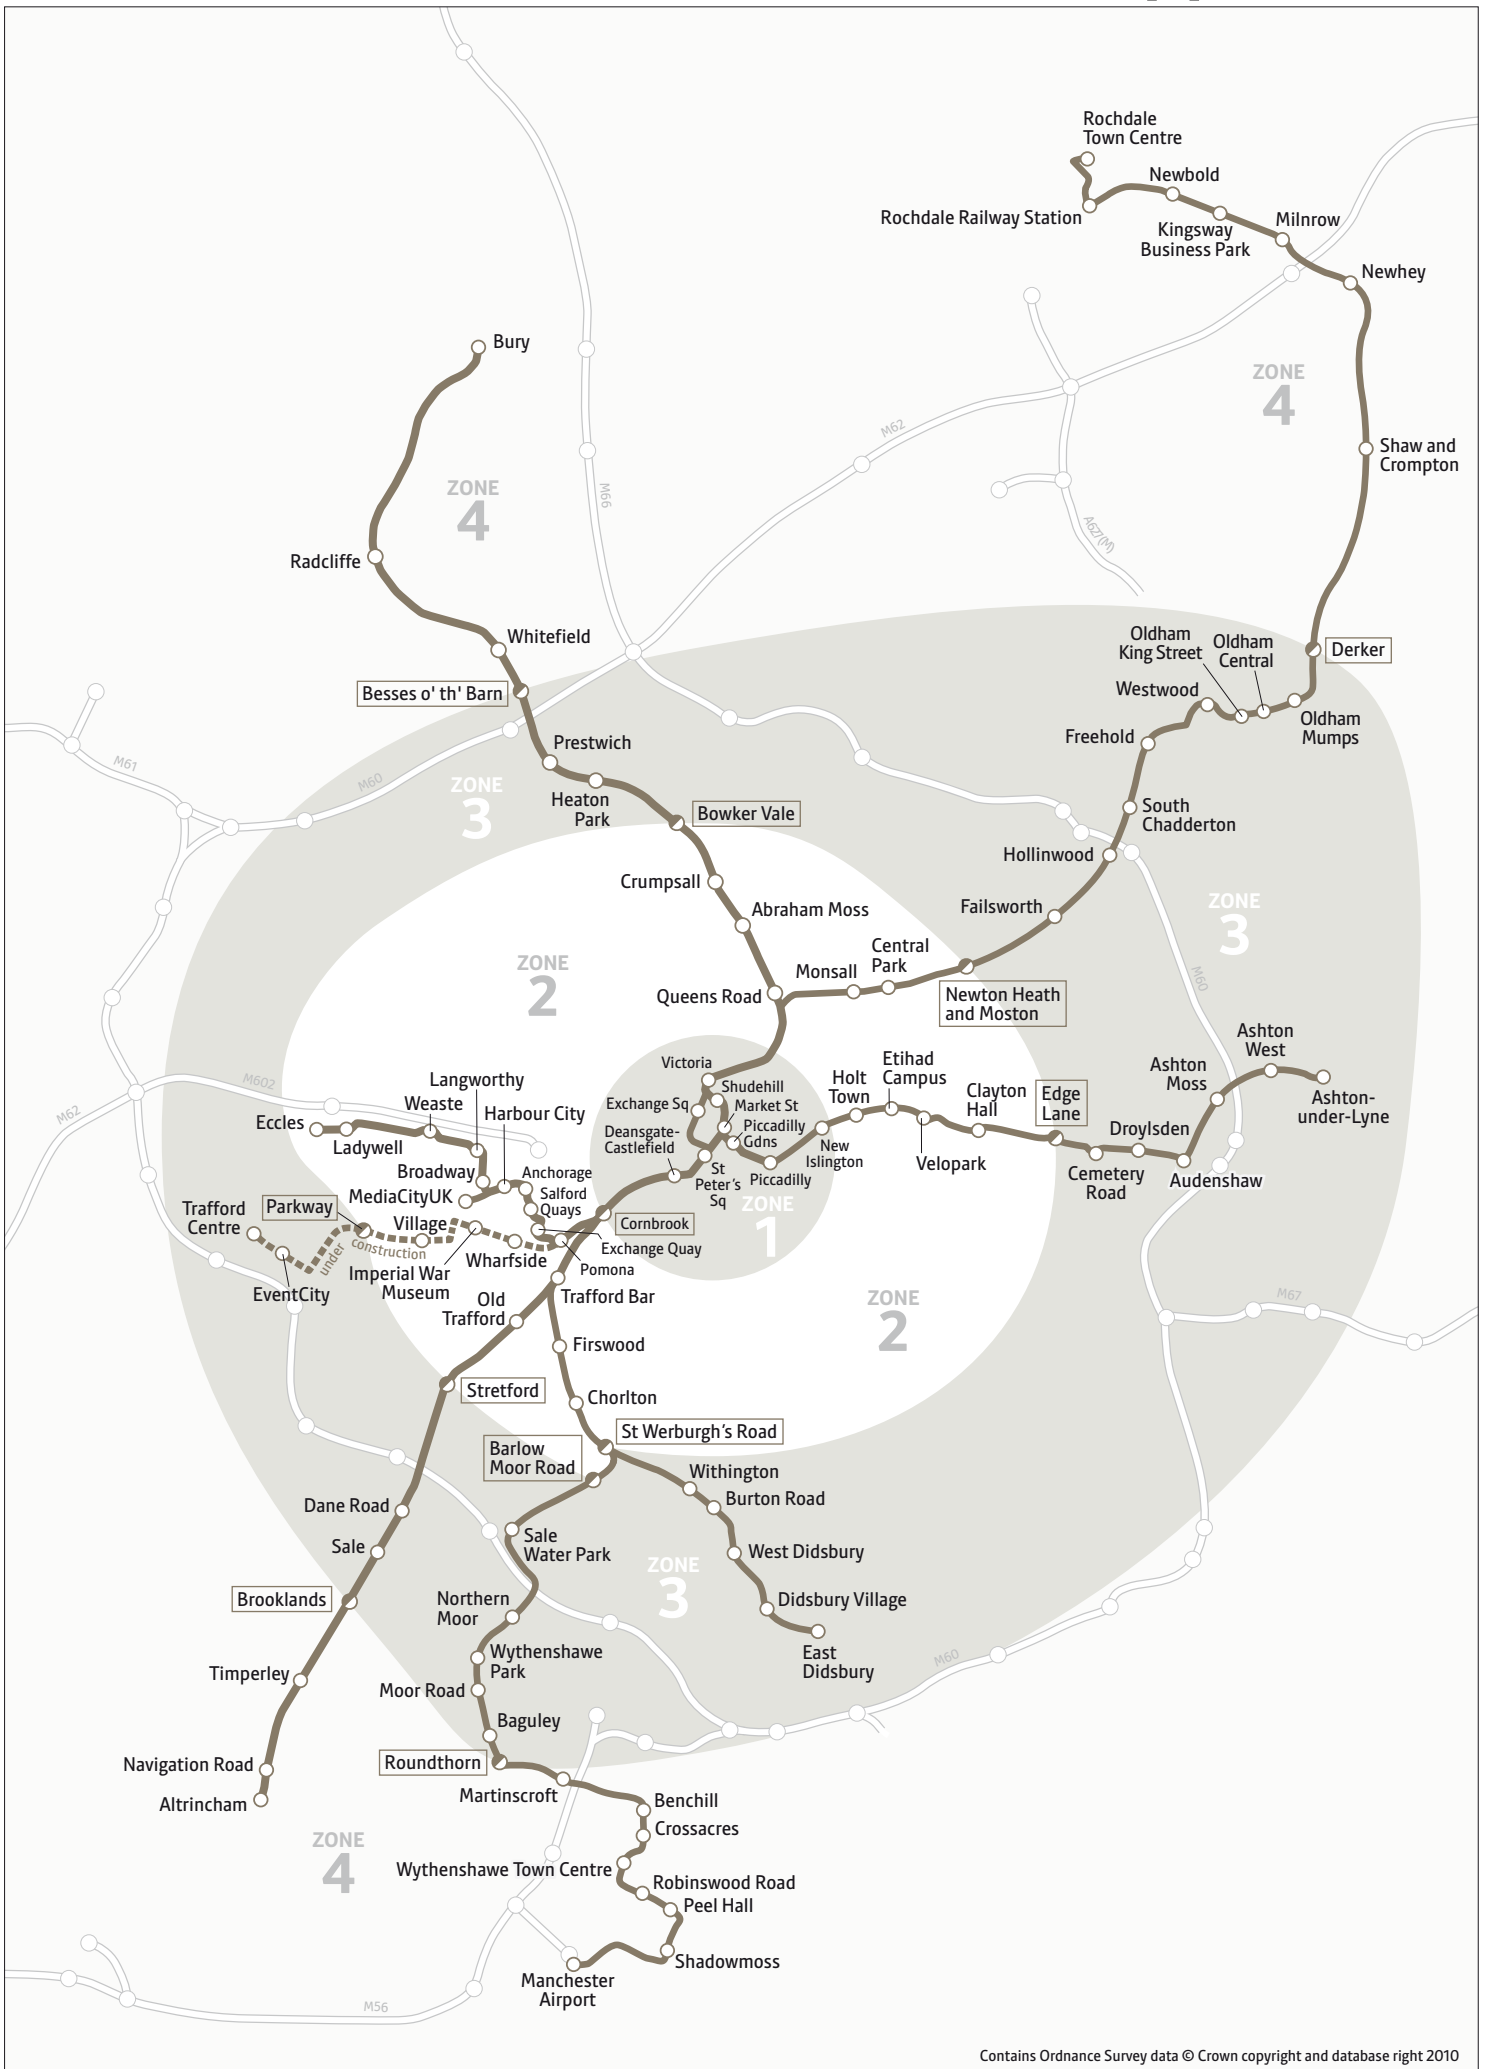 Rochdale
Town Centre
Newbold
Rochdale Railway Station
Kingsway
Business Park
Milnrow
Newhey
Bury
ZONE
4
M62
Shaw and
Crompton
ZONE
4
M66
A627(M)
Radcliffe
Whitefield
Oldham
King Street
Oldham
Central
Derker
Besses o' th' Barn
Westwood
Oldham
Mumps
Freehold
Prestwich
M61
M60
ZONE
3
Heaton
Park
Bowker Vale
South
Chadderton
Hollinwood
Crumpsall
Abraham Moss
Failsworth
ZONE
3
Central
Park
Monsall
ZONE
2
Queens Road
Newton Heath
and Moston
M60
Ashton
West
Ashton
Moss
Ashton-
under-Lyne
Victoria
Etihad
Campus
Holt
Town
Clayton
Hall
Edge
Lane
M602
M62
Langworthy
Weaste
Harbour City
Eccles
Ladywell
Exchange Sq
Shudehill
Market St
Piccadilly
Gdns
Deansgate-
Castlefield
New
Islington
Velopark
Droylsden
Cemetery
Road
Audenshaw
Broadway
Anchorage
MediaCityUK
Salford
Quays
St
Peter's
Sq
Piccadilly
ZONE
1
Trafford
Centre
Parkway
Village
Cornbrook
Exchange Quay
under
construction
Wharfside
Pomona
Imperial War
Museum
EventCity
Trafford Bar
Old
Trafford
ZONE
2
M67
Firswood
Stretford
Chorlton
St Werburgh's Road
Barlow
Moor Road
Withington
Burton Road
Dane Road
Sale
Sale
Water Park
West Didsbury
ZONE
3
Brooklands
Northern
Moor
Didsbury Village
East
Didsbury
M60
Wythenshawe
Park
Timperley
Moor Road
Baguley
Navigation Road
Roundthorn
Altrincham
Martinscroft
Benchill
Crossacres
ZONE
4
Wythenshawe Town Centre
Robinswood Road
Peel Hall
Shadowmoss
Manchester
Airport
M56
Contains Ordnance Survey data © Crown copyright and database right 2010